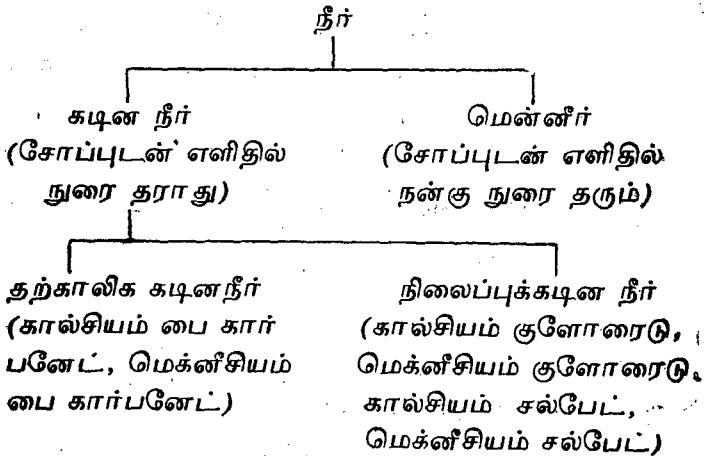 நீர்
கடின நீர்
(சோப்புடன் எளிதில்
நுரை தராது)
மென்னீர்
(சோப்புடன் எளிதில்
நன்கு நுரை தரும்)
தற்காலிக கடினநீர்
(கால்சியம் பை கார்
பனேட், மெக்னீசியம்
பை கார்பனேட்)
நிலைப்புக்கடின நீர்
(கால்சியம் குளோரைடு,
மெக்னீசியம் குளோரைடு,
கால்சியம் சல்பேட்,
மெக்னீசியம் சல்பேட்)